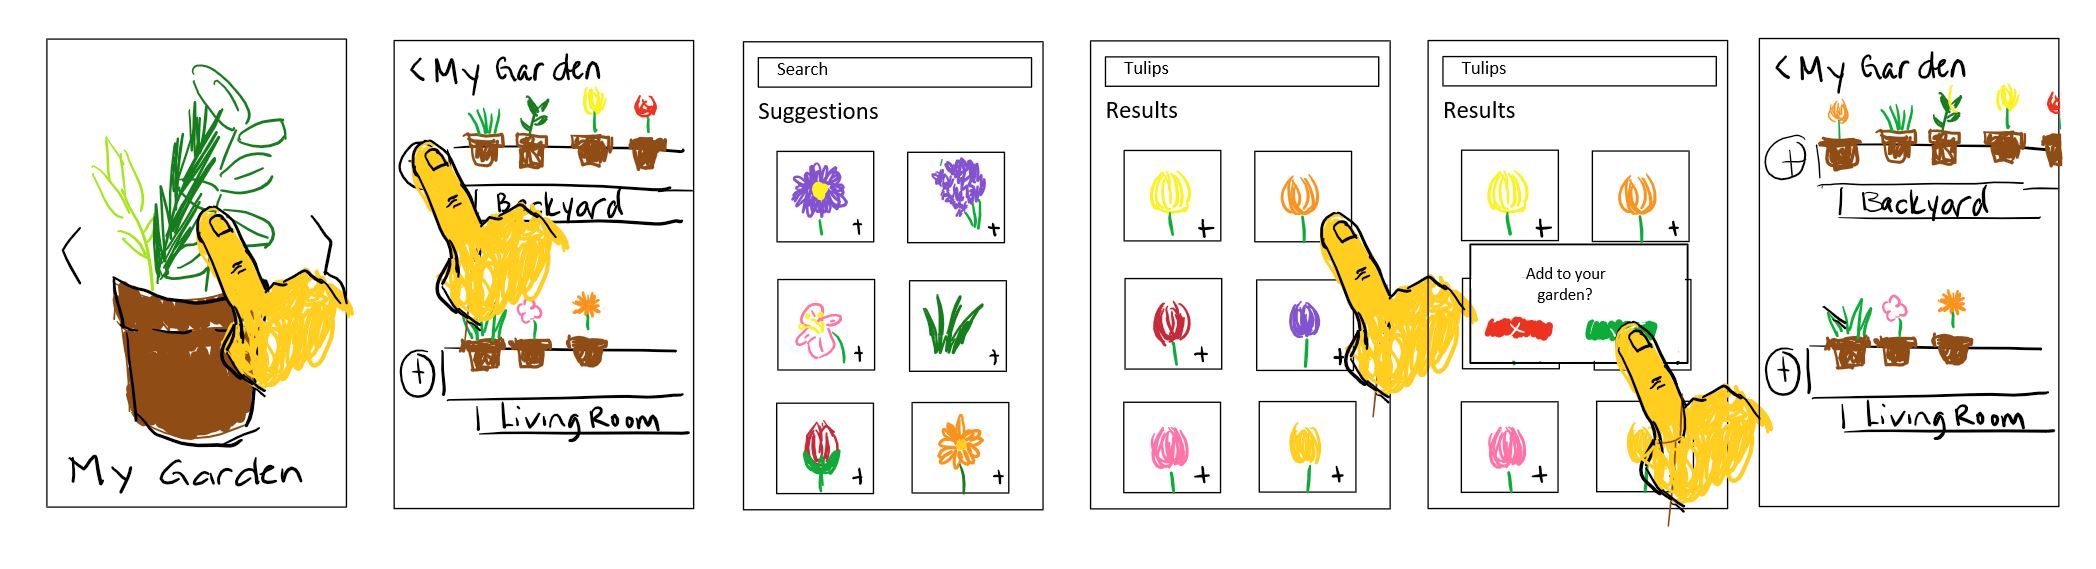 My Garden
< My Garden
Backyard
+
Living Room
Search
Suggestions
+
+
+
+
+
+
Tulips
Results
+
+
+
+
+
Tulips
Results
+
+
Add to your
garden?
X
+
< My Garden
+
Backyard
+
Living Room